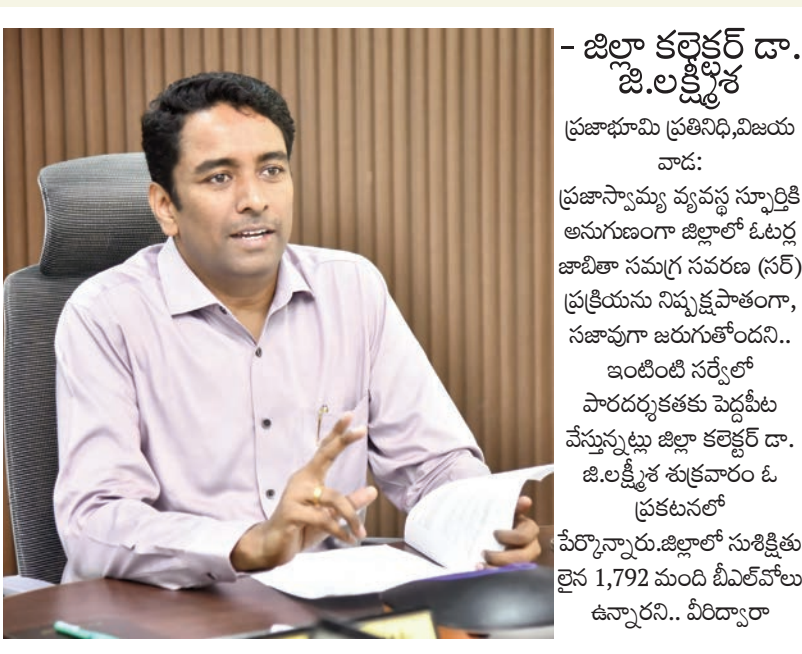 - జిల్లా కలెక్టర్ డా.
జి.లక్ష్మీశ
ప్రజాభూమి ప్రతినిధి,విజయ
వాడ:
ప్రజాస్వామ్య వ్యవస్థ స్ఫూర్తికి
అనుగుణంగా జిల్లాలో ఓటర్ల
జాబితా సమగ్ర సవరణ (సర్)
ప్రక్రియను నిష్పక్షపాతంగా,
సజావుగా జరుగుతోందని..
ఇంటింటి సర్వేలో
పారదర్శకతకు పెద్దపీట
వేస్తున్నట్లు జిల్లా కలెక్టర్ డా.
జి.లక్ష్మీశ శుక్రవారం ఓ
ప్రకటనలో
పేర్కొన్నారు.జిల్లాలో సుశిక్షితు
లైన 1,792 మంది బీఎల్‌వోలు
ఉన్నారని.. వీరిద్వారా